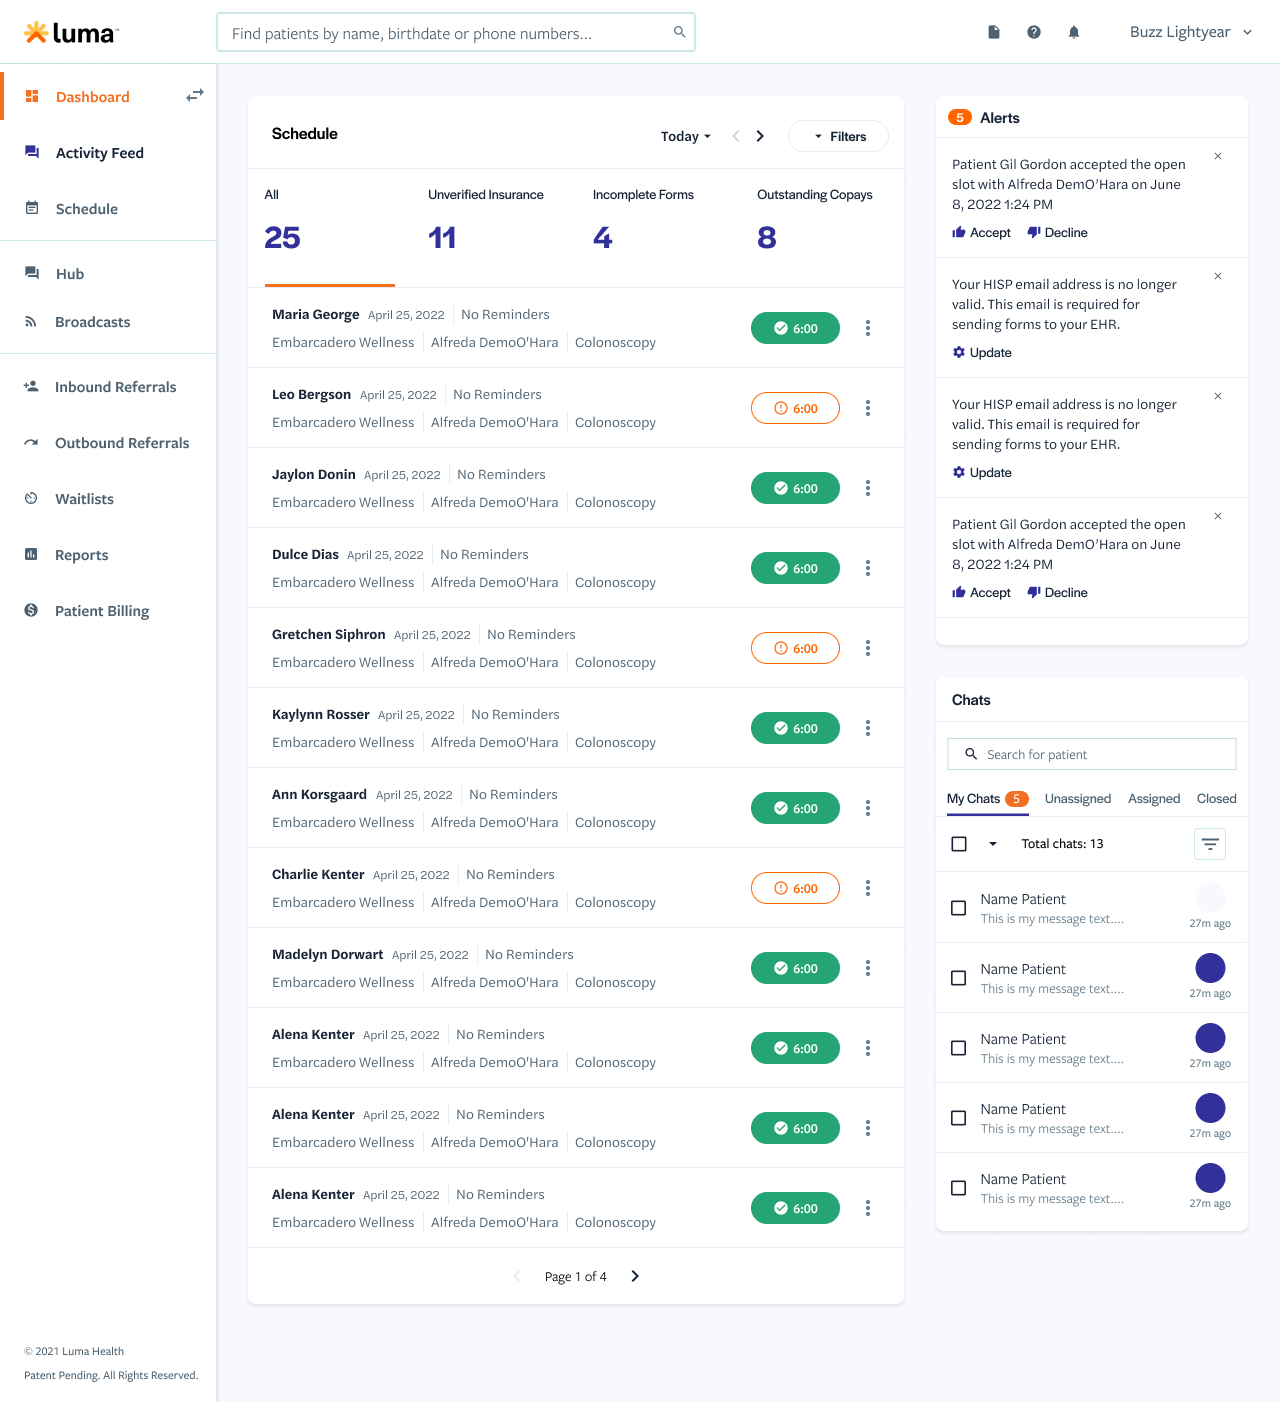 luma™
Find patients by name, birthdate or phone numbers...
Buzz Lightyear
Dashboard
Activity Feed
Schedule
Hub
Broadcasts
Inbound Referrals
Outbound Referrals
Waitlists
Reports
Patient Billing
© 2021 Luma Health
Patent Pending. All Rights Reserved.
Schedule
Today
Filters
All
25
Unverified Insurance
11
Incomplete Forms
4
Outstanding Copays
8
Maria George April 25, 2022 No Reminders
Embarcadero Wellness Alfreda DemoO'Hara Colonoscopy
6:00
Leo Bergson April 25, 2022 No Reminders
Embarcadero Wellness Alfreda DemoO'Hara Colonoscopy
6:00
Jaylon Donin April 25, 2022 No Reminders
Embarcadero Wellness Alfreda DemoO'Hara Colonoscopy
6:00
Dulce Dias April 25, 2022 No Reminders
Embarcadero Wellness Alfreda DemoO'Hara Colonoscopy
6:00
Gretchen Siphron April 25, 2022 No Reminders
Embarcadero Wellness Alfreda DemoO'Hara Colonoscopy
6:00
Kaylynn Rosser April 25, 2022 No Reminders
Embarcadero Wellness Alfreda DemoO'Hara Colonoscopy
6:00
Ann Korsgaard April 25, 2022 No Reminders
Embarcadero Wellness Alfreda DemoO'Hara Colonoscopy
6:00
Charlie Kenter April 25, 2022 No Reminders
Embarcadero Wellness Alfreda DemoO'Hara Colonoscopy
6:00
Madelyn Dorwart April 25, 2022 No Reminders
Embarcadero Wellness Alfreda DemoO'Hara Colonoscopy
6:00
Alena Kenter April 25, 2022 No Reminders
Embarcadero Wellness Alfreda DemoO'Hara Colonoscopy
6:00
Alena Kenter April 25, 2022 No Reminders
Embarcadero Wellness Alfreda DemoO'Hara Colonoscopy
6:00
Alena Kenter April 25, 2022 No Reminders
Embarcadero Wellness Alfreda DemoO'Hara Colonoscopy
6:00
Page 1 of 4
5 Alerts
Patient Gil Gordon accepted the open
slot with Alfreda DemO'Hara on June
8, 2022 1:24 PM
Accept Decline
Your HISP email address is no longer
valid. This email is required for
sending forms to your EHR.
Update
Your HISP email address is no longer
valid. This email is required for
sending forms to your EHR.
Update
Patient Gil Gordon accepted the open
slot with Alfreda DemO'Hara on June
8, 2022 1:24 PM
Accept Decline
Chats
Search for patient
My Chats 5 Unassigned Assigned Closed
Total chats: 13
Name Patient
This is my message text....
27m ago
Name Patient
This is my message text....
27m ago
Name Patient
This is my message text....
27m ago
Name Patient
This is my message text....
27m ago
Name Patient
This is my message text....
27m ago